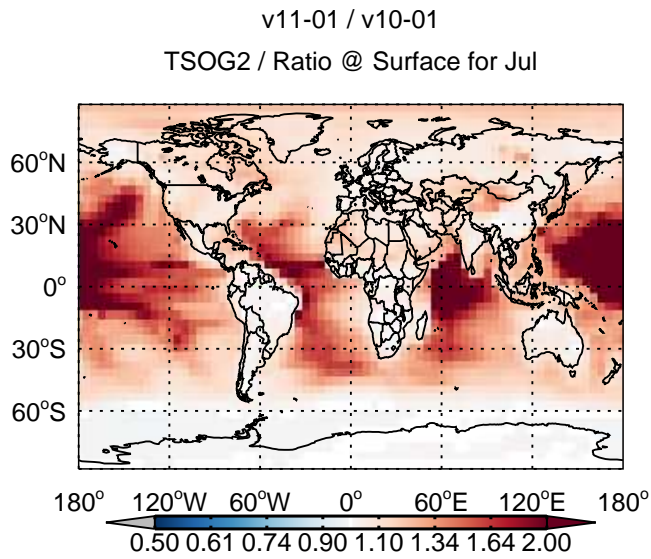 v11-01 / v10-01
TSOG2 / Ratio @ Surface for Jul
60°N
30°N
0°
30°S
60°S
180° 120°W 60°W 0° 60°E 120°E 180°
0.50 0.61 0.74 0.90 1.10 1.34 1.64 2.00